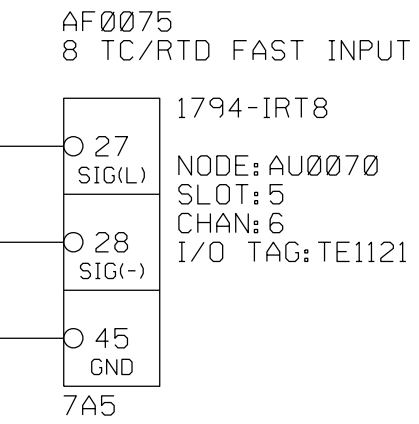 AF0075
8 TC/RTD FAST INPUT
1794-IRT8
27
SIG(L)
NODE:AU0070
SLOT:5
CHAN:6
I/O TAG:TE1121
28
SIG(-)
45
GND
7A5